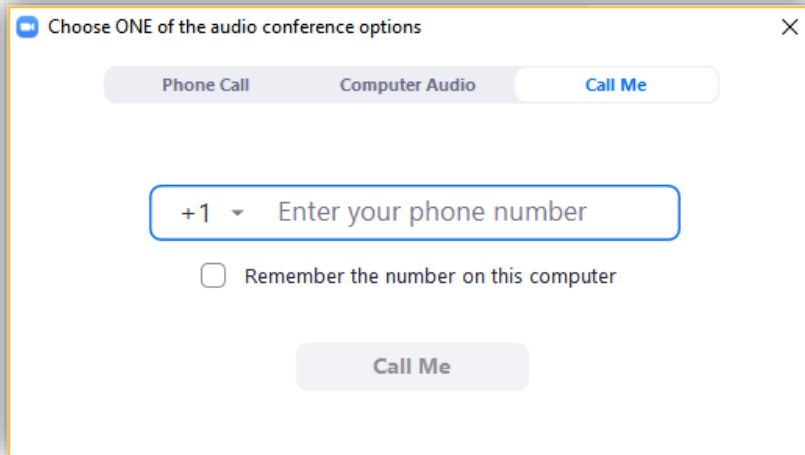 Choose ONE of the audio conference options
Phone Call Computer Audio Call Me
+1 Enter your phone number
Remember the number on this computer
Call Me